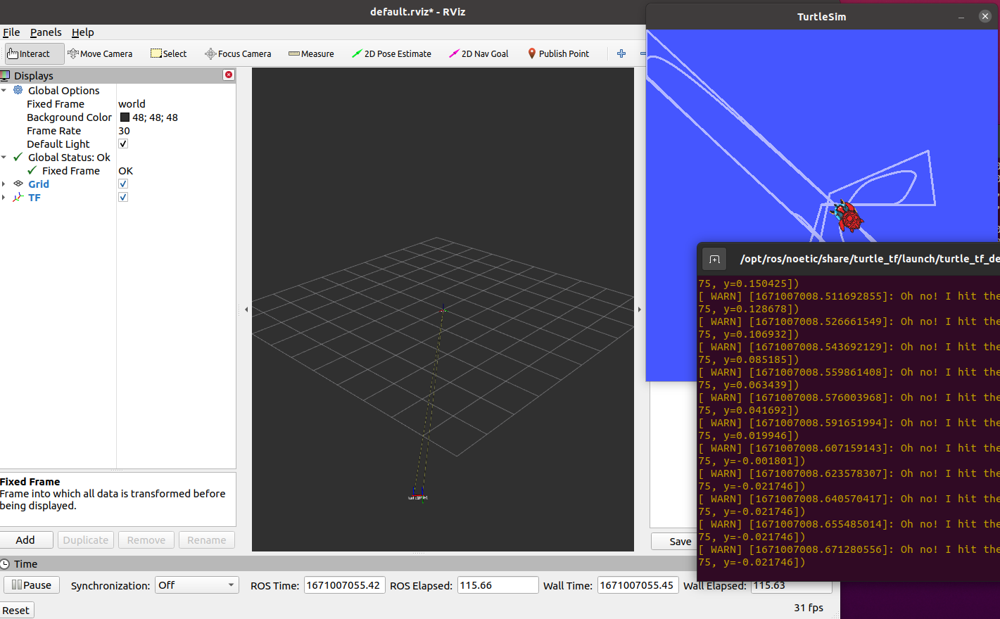 default.rviz* - RViz
File Panels Help
Interact Move Camera Select Focus Camera Measure 2D Pose Estimate 2D Nav Goal Publish Point
Displays
Global Options
Fixed Frame world
Background Color 48; 48; 48
Frame Rate 30
Default Light
Global Status: Ok
Fixed Frame OK
Grid
TF
Fixed Frame
Frame into which all data is transformed before
being displayed.
Add Duplicate Remove Rename
Save
Time
Pause Synchronization: Off ROS Time: 1671007055.42 ROS Elapsed: 115.66 Wall Time: 1671007055.45 Wall Elapsed: 115.63
Reset
31 fps
TurtleSim
/opt/ros/noetic/share/turtle_tf/launch/turtle_tf_de
75, y=0.150425])
[ WARN] [1671007008.511692855]: Oh no! I hit the
75, y=0.128678])
[ WARN] [1671007008.526661549]: Oh no! I hit the
75, y=0.106932])
[ WARN] [1671007008.543692129]: Oh no! I hit the
75, y=0.085185])
[ WARN] [1671007008.559861408]: Oh no! I hit the
75, y=0.063439])
[ WARN] [1671007008.576003968]: Oh no! I hit the
75, y=0.041692])
[ WARN] [1671007008.591651994]: Oh no! I hit the
75, y=0.019946])
[ WARN] [1671007008.607159143]: Oh no! I hit the
75, y=-0.001801])
[ WARN] [1671007008.623578307]: Oh no! I hit the
75, y=-0.021746])
[ WARN] [1671007008.640570417]: Oh no! I hit the
75, y=-0.021746])
[ WARN] [1671007008.655485014]: Oh no! I hit the
75, y=-0.021746])
[ WARN] [1671007008.671280556]: Oh no! I hit the
75, y=-0.021746])